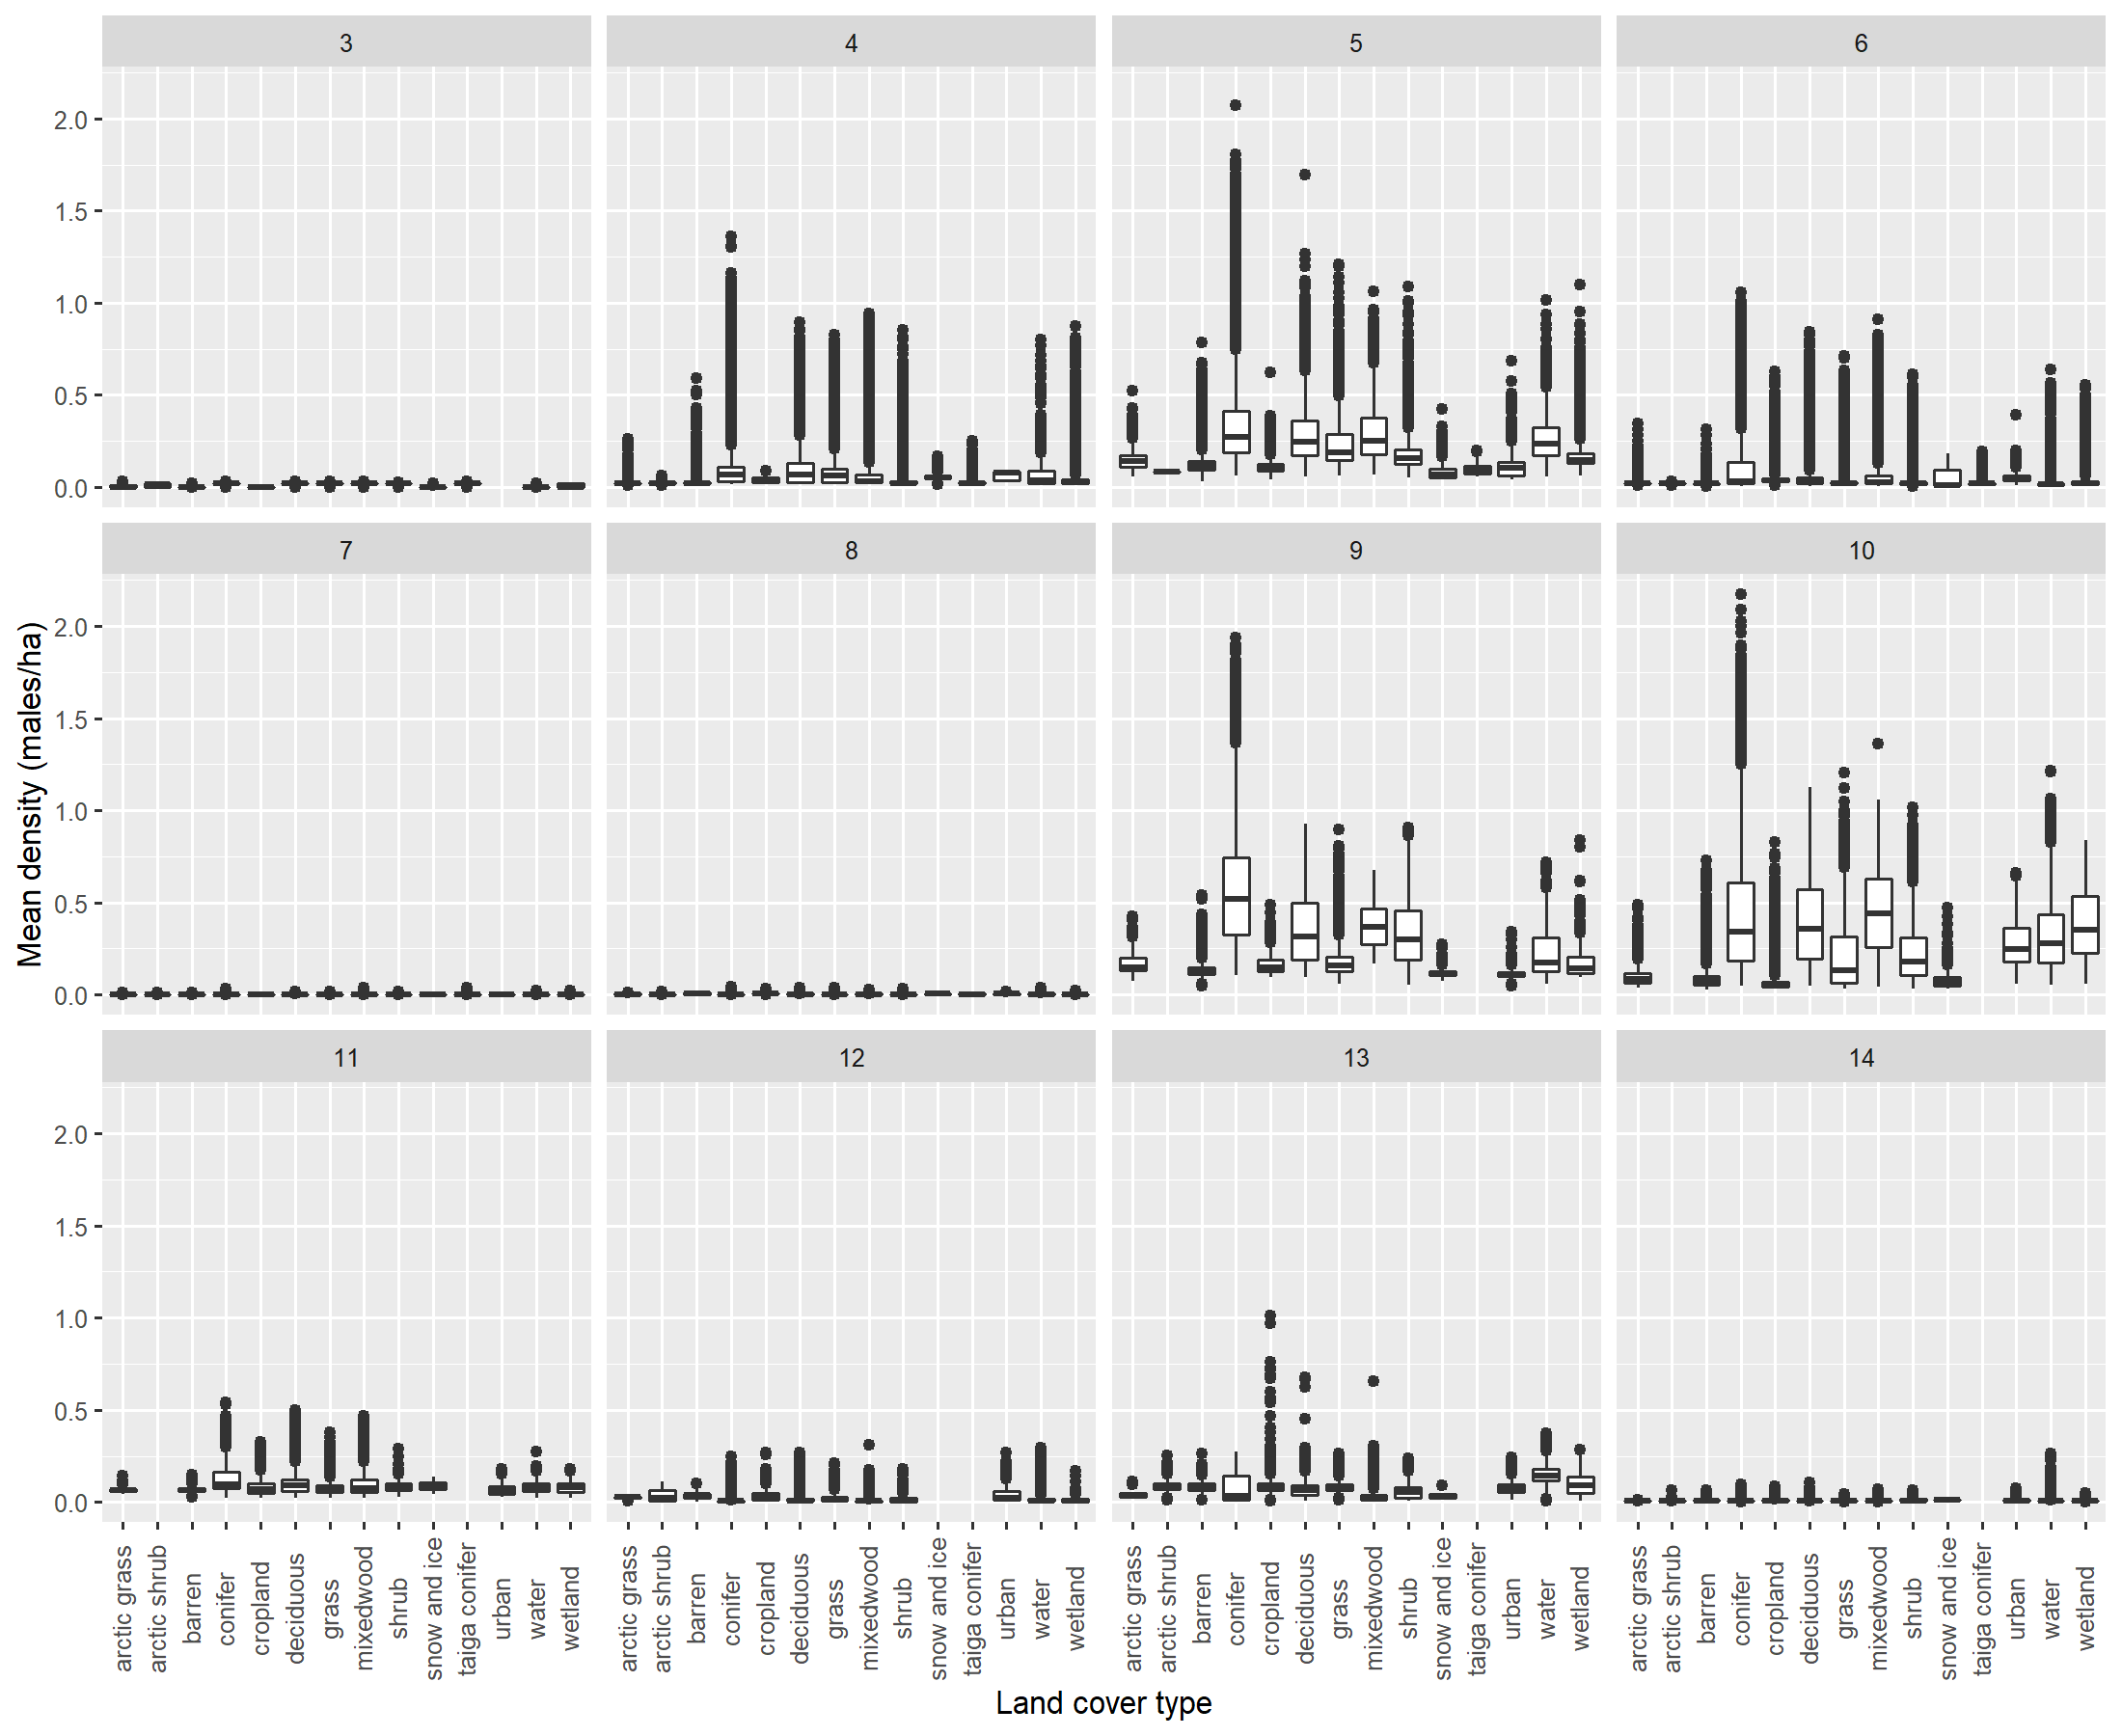 3 4 5 6
2.0
1.5
1.0
0.5
0.0
7 8 9 10
2.0
1.5
1.0
0.5
0.0
Mean density (males/ha)
11 12 13 14
2.0
1.5
1.0
0.5
0.0
arctic grass arctic shrub barren conifer cropland deciduous grass mixedwood shrub snow and ice taiga conifer urban water wetland
arctic grass arctic shrub barren conifer cropland deciduous grass mixedwood shrub snow and ice taiga conifer urban water wetland
arctic grass arctic shrub barren conifer cropland deciduous grass mixedwood shrub snow and ice taiga conifer urban water wetland
arctic grass arctic shrub barren conifer cropland deciduous grass mixedwood shrub snow and ice taiga conifer urban water wetland
Land cover type